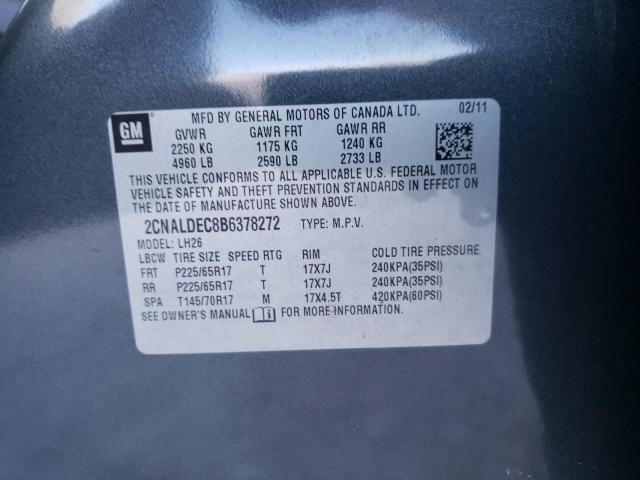 MFD BY GENERAL MOTORS OF CANADA LTD. 02/11
GM
GVWR GAWR FRT GAWR RR
2250 KG 1175 KG 1240 KG
4960 LB 2590 LB 2733 LB
THIS VEHICLE CONFORMS TO ALL APPLICABLE U.S. FEDERAL MOTOR
VEHICLE SAFETY AND THEFT PREVENTION STANDARDS IN EFFECT ON
THE DATE OF MANUFACTURE SHOWN ABOVE.
2CNALDEC8B6378272 TYPE: M.P.V.
MODEL: LH26
LBCW TIRE SIZE SPEED RTG RIM COLD TIRE PRESSURE
FRT P225/65R17 T 17X7J 240KPA(35PSI)
RR P225/65R17 T 17X7J 240KPA(35PSI)
SPA T145/70R17 M 17X4.5T 420KPA(60PSI)
SEE OWNER'S MANUAL FOR MORE INFORMATION.